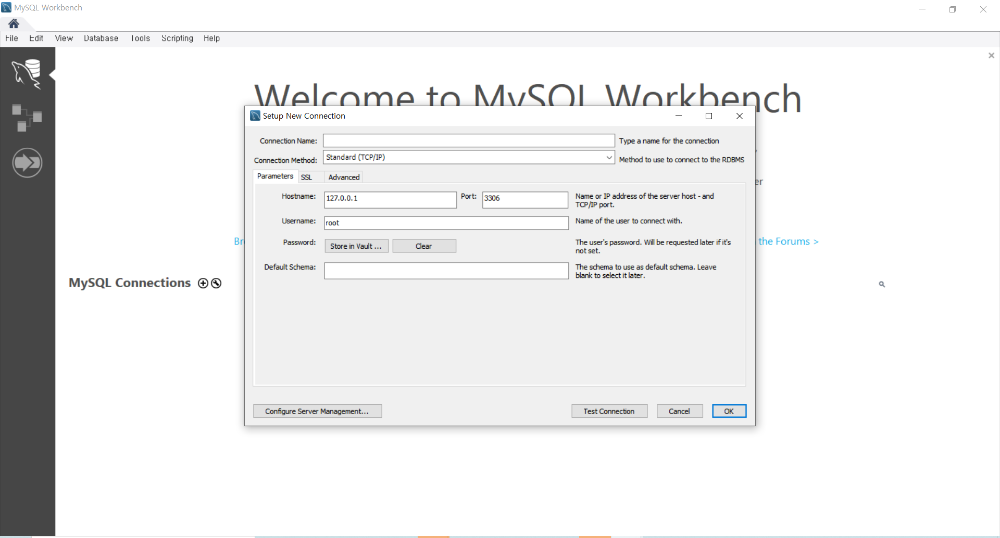 MySQL Workbench
File Edit View Database Tools Scripting Help
Welcome to MySQL Workbench
Setup New Connection
Connection Name: Type a name for the connection
Connection Method: Standard (TCP/IP) Method to use to connect to the RDBMS
Parameters SSL Advanced
Hostname: 127.0.0.1 Port: 3306 Name or IP address of the server host - and
TCP/IP port.
Username: root Name of the user to connect with.
Password: Store in Vault ... Clear The user's password. Will be requested later if it's
not set.
Default Schema: The schema to use as default schema. Leave
blank to select it later.
the Forums >
MySQL Connections
Configure Server Management... Test Connection Cancel OK